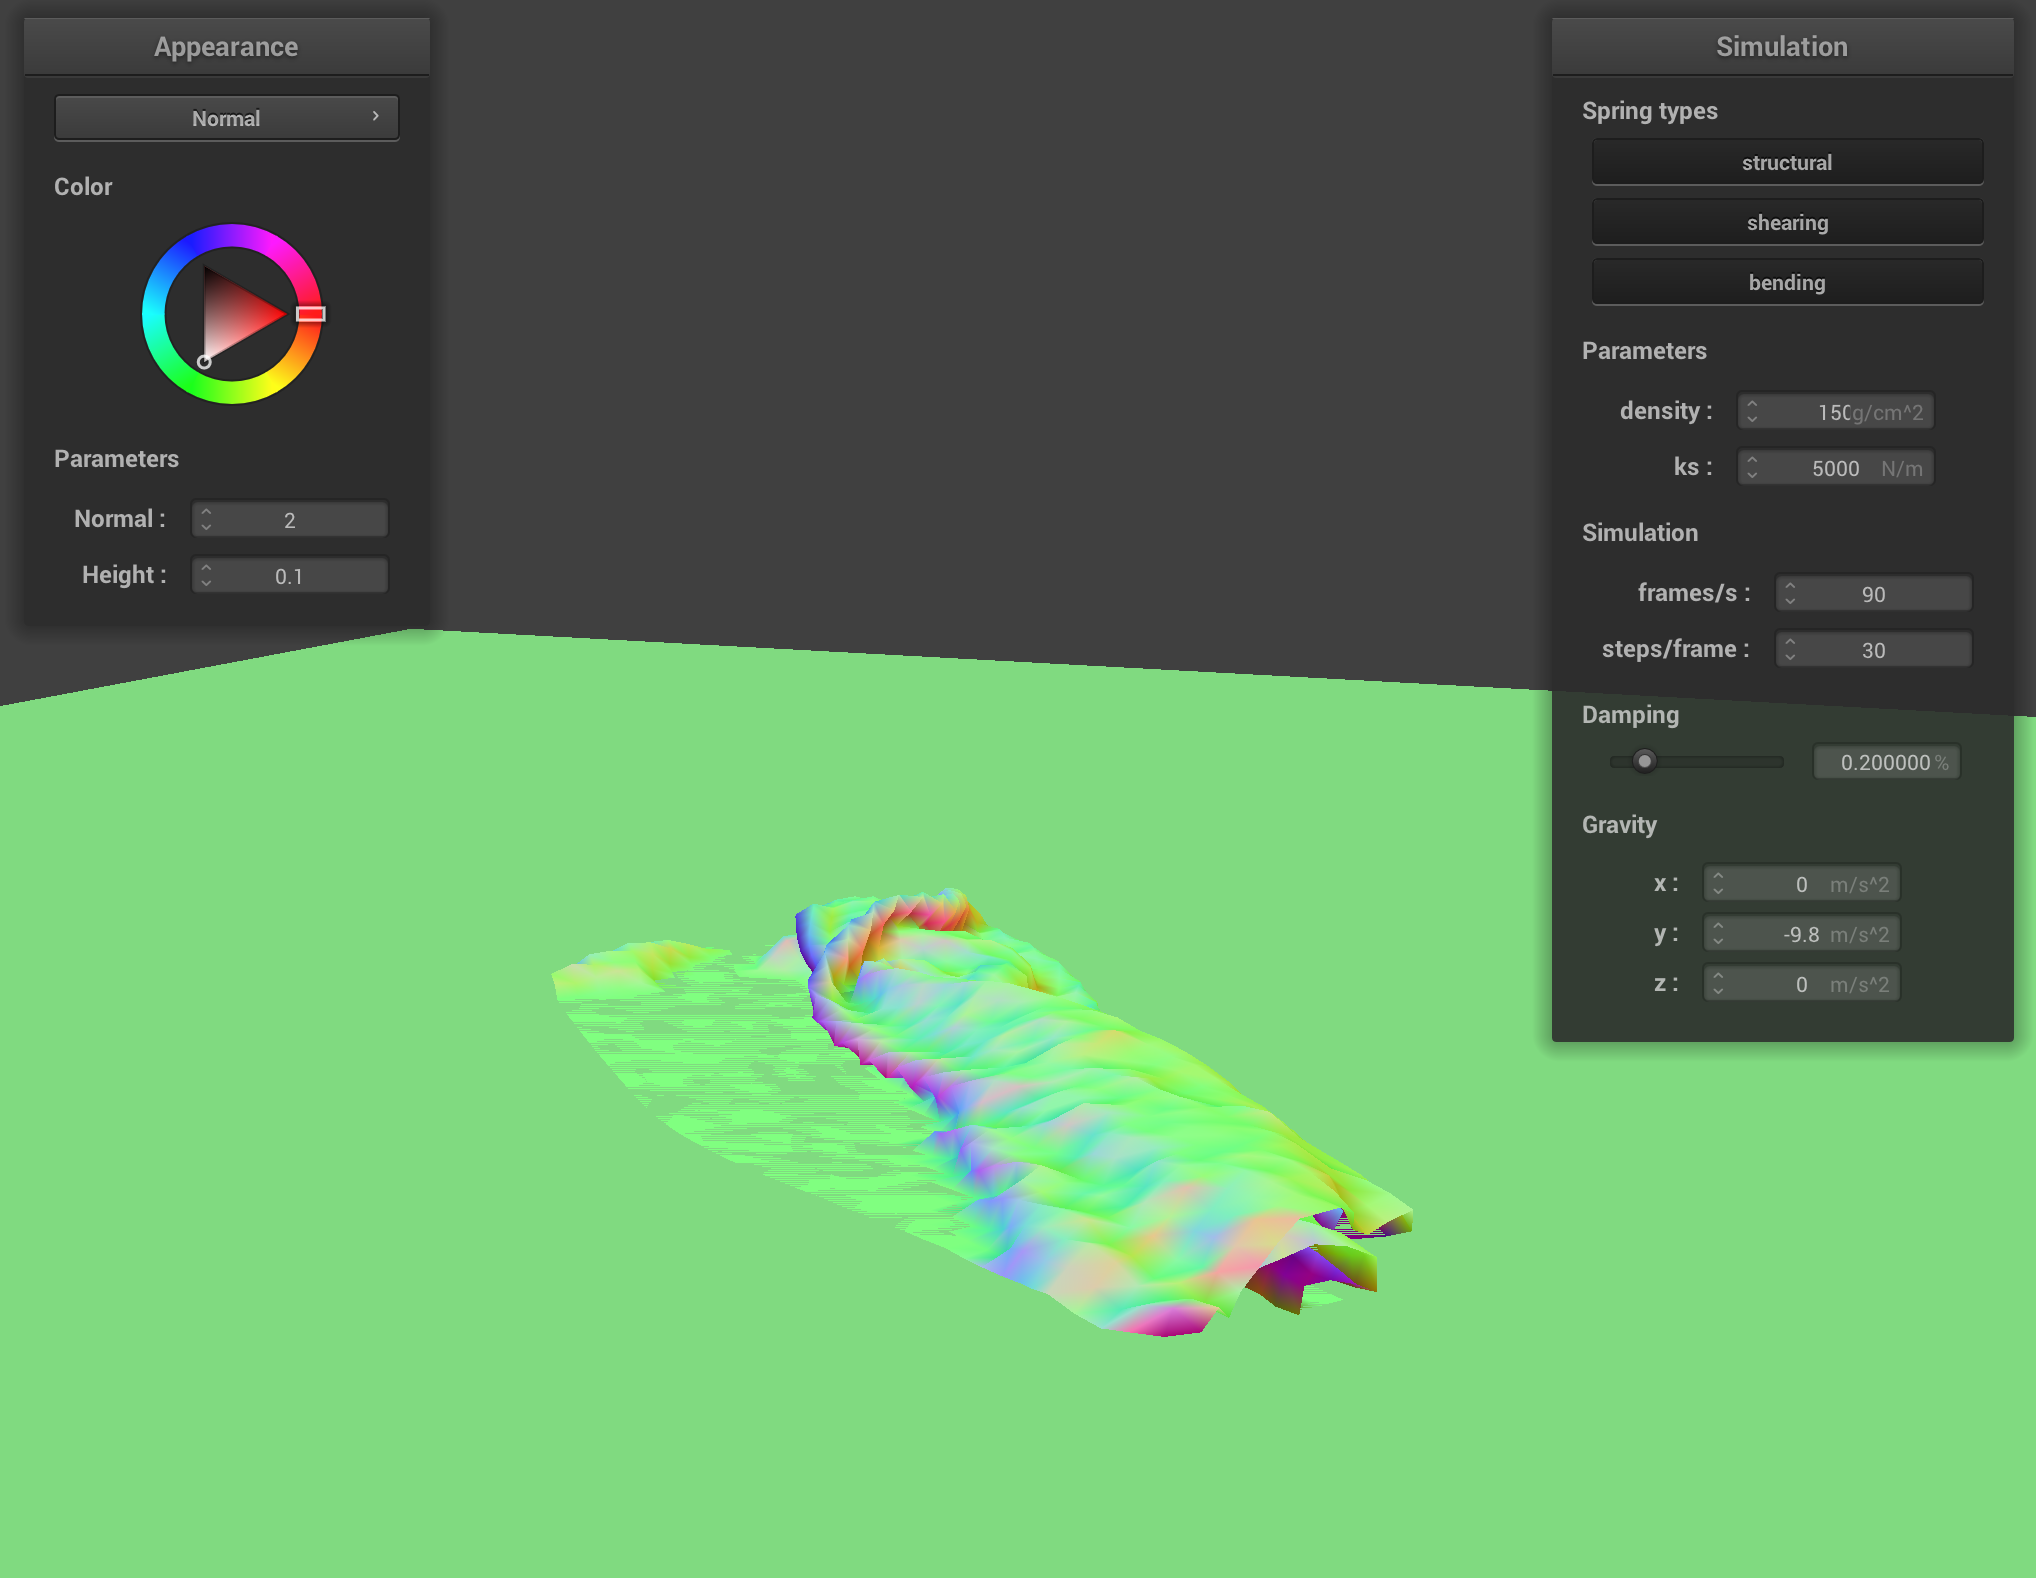 Appearance
Normal
Color
Parameters
Normal :
2
Height :
0.1
Simulation
Spring types
structural
shearing
bending
Parameters
density :
150g/cm^2
ks :
5000 N/m
Simulation
frames/s :
90
steps/frame :
30
Damping
0.200000 %
Gravity
x :
0 m/s^2
y :
-9.8 m/s^2
z :
0 m/s^2